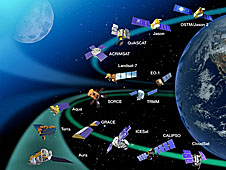 OSTM/Jason 2
Jason
QuikSCAT
ACRIMSAT
Landsat-7
EO-1
SORCE
TRMM
Aqua
GRACE
Terra
ICESat
CALIPSO
CloudSat
Aura